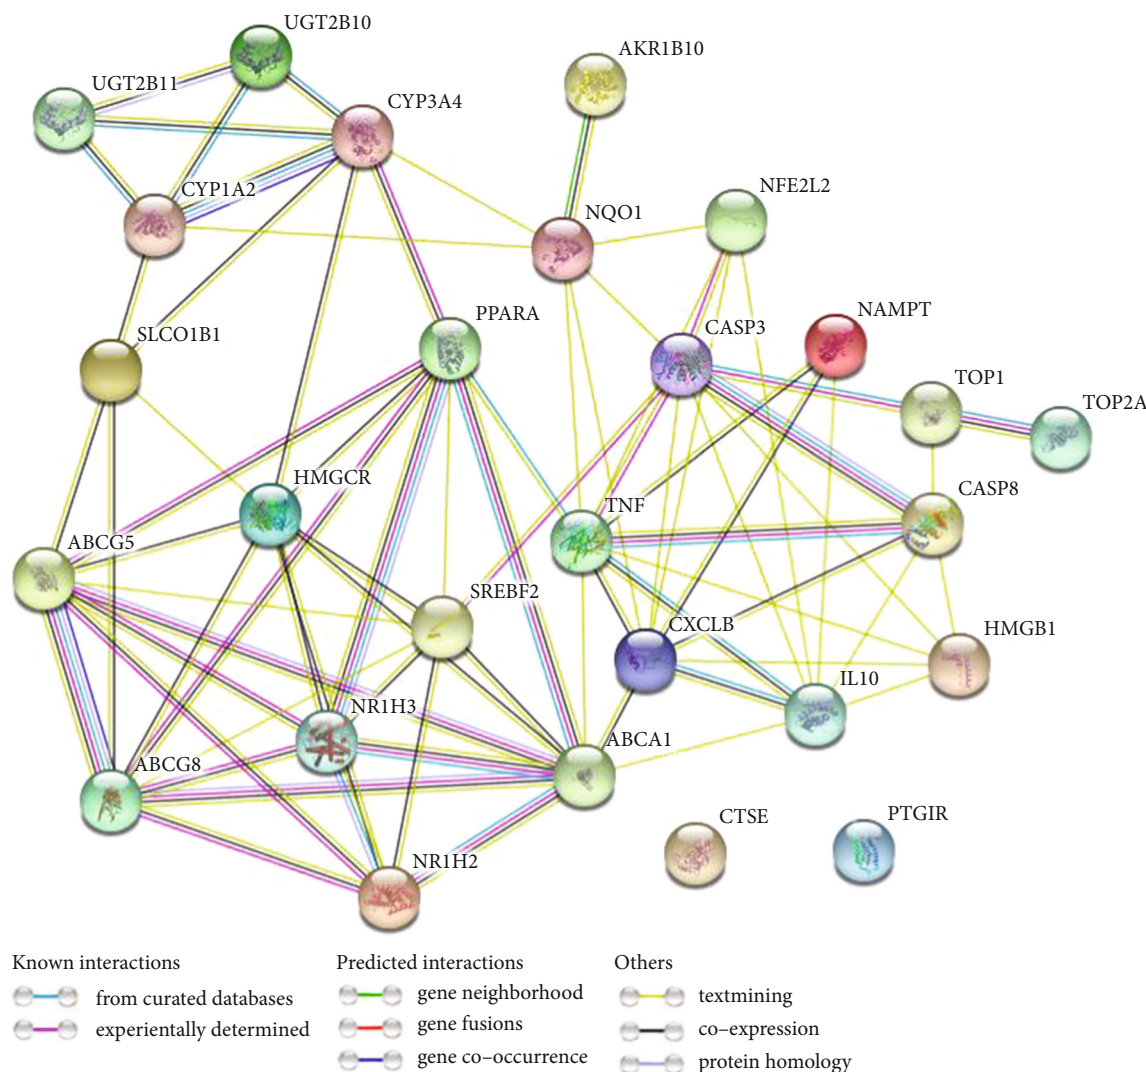 UGT2B10
AKR1B10
UGT2B11
CYP3A4
CYP1A2
NFE2L2
NQO1
SLCO1B1
PPARA
CASP3
NAMPT
TOP1
TOP2A
HMGCR
TNF
CASP8
ABCG5
SREBF2
CXCLB
HMGB1
IL10
NR1H3
ABCA1
ABCG8
CTSE
PTGIR
NR1H2
Known interactions
from curated databases
experientally determined
Predicted interactions
gene neighborhood
gene fusions
gene co–occurrence
Others
textmining
co–expression
protein homology